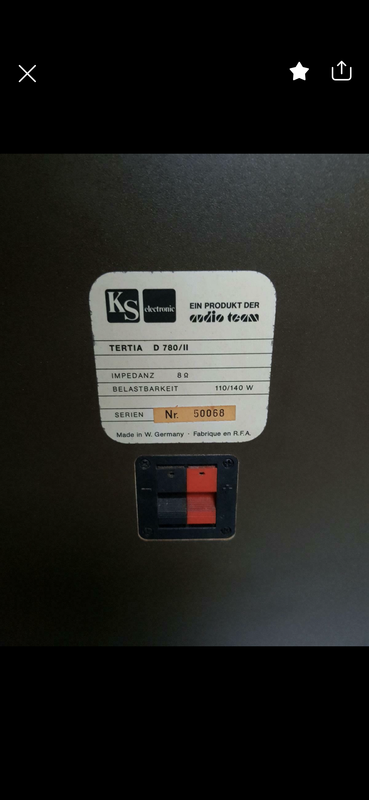 KS electronic
EIN PRODUKT DER
audio team
TERTIA D 780/II
IMPEDANZ 8 Ω
BELASTBARKEIT 110/140 W
SERIEN Nr. 50068
Made in W. Germany · Fabrique en R.F.A.